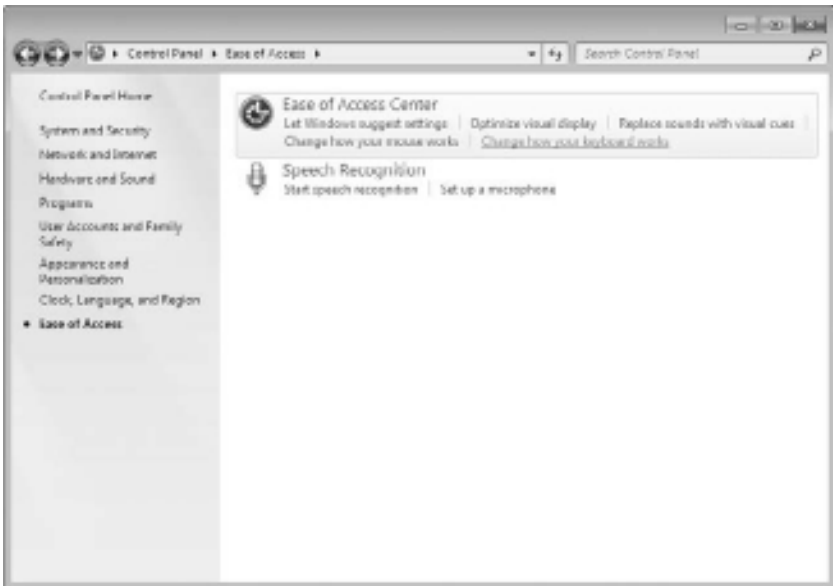 Control Panel Ease of Access
Search Control Panel
Control Panel Home
System and Security
Network and Internet
Hardware and Sound
Programs
User Accounts and Family
Safety
Appearance and
Personalization
Clock, Language, and Region
Ease of Access
Ease of Access Center
Let Windows suggest settings Optimize visual display Replace sounds with visual cues
Change how your mouse works Change how your keyboard works
Speech Recognition
Start speech recognition Set up a microphone